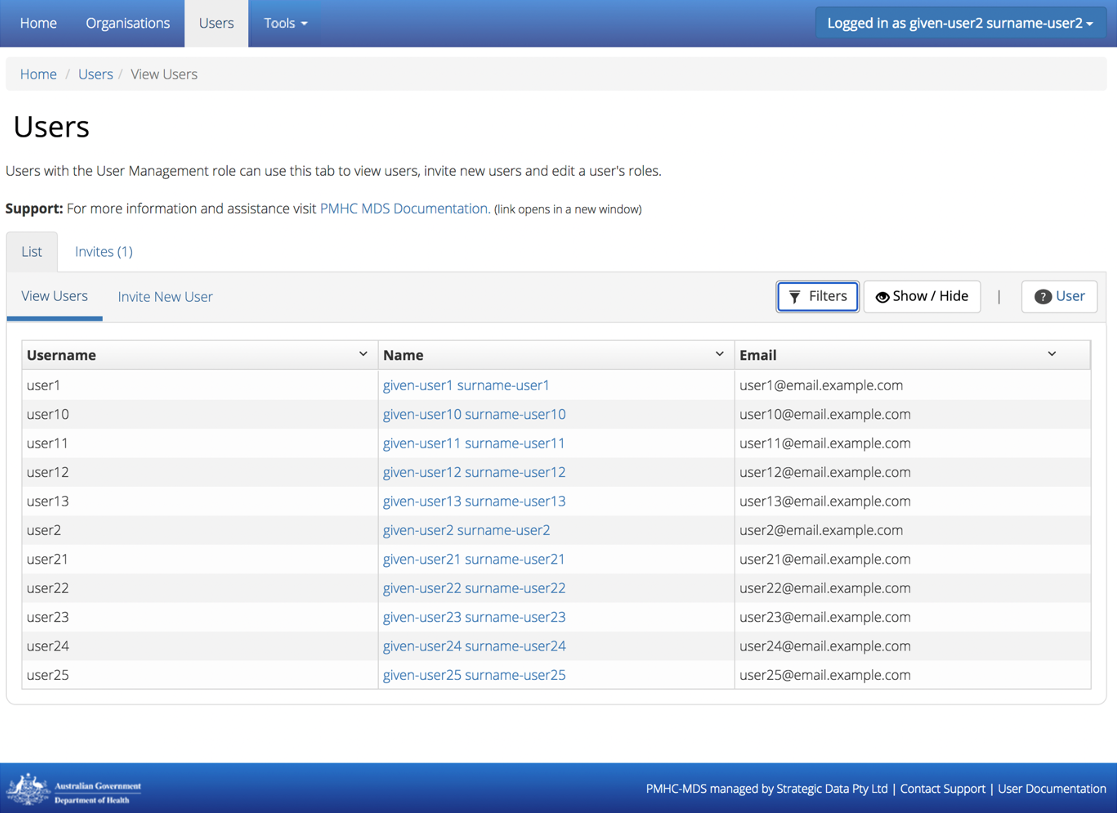 Home Organisations Users Tools Logged in as given-user2 surname-user2
Home / Users / View Users
Users
Users with the User Management role can use this tab to view users, invite new users and edit a user's roles.
Support: For more information and assistance visit PMHC MDS Documentation. (link opens in a new window)
List Invites (1)
View Users Invite New User Filters Show / Hide | ? User
Username Name Email
user1 given-user1 surname-user1 user1@email.example.com
user10 given-user10 surname-user10 user10@email.example.com
user11 given-user11 surname-user11 user11@email.example.com
user12 given-user12 surname-user12 user12@email.example.com
user13 given-user13 surname-user13 user13@email.example.com
user2 given-user2 surname-user2 user2@email.example.com
user21 given-user21 surname-user21 user21@email.example.com
user22 given-user22 surname-user22 user22@email.example.com
user23 given-user23 surname-user23 user23@email.example.com
user24 given-user24 surname-user24 user24@email.example.com
user25 given-user25 surname-user25 user25@email.example.com
Australian Government
Department of Health
PMHC-MDS managed by Strategic Data Pty Ltd | Contact Support | User Documentation